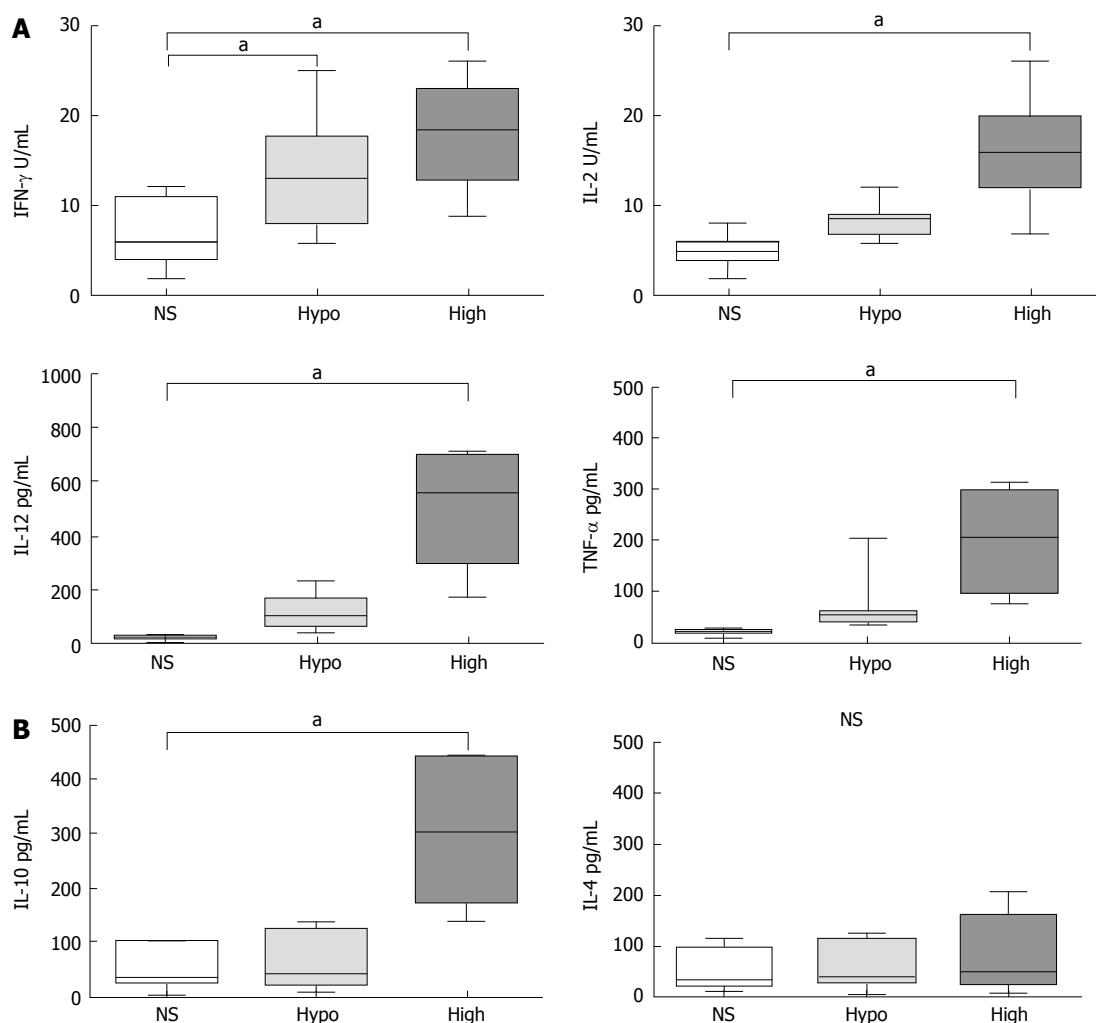 A
IFN-γ U/mL
30
20
10
0
a
a
NS Hypo High
IL-2 U/mL
30
20
10
0
a
NS Hypo High
IL-12 pg/mL
1000
800
600
400
200
0
a
NS Hypo High
TNF-α pg/mL
500
400
300
200
100
0
a
NS Hypo High
B
IL-10 pg/mL
500
400
300
200
100
0
a
NS Hypo High
NS
IL-4 pg/mL
500
400
300
200
100
0
NS Hypo High